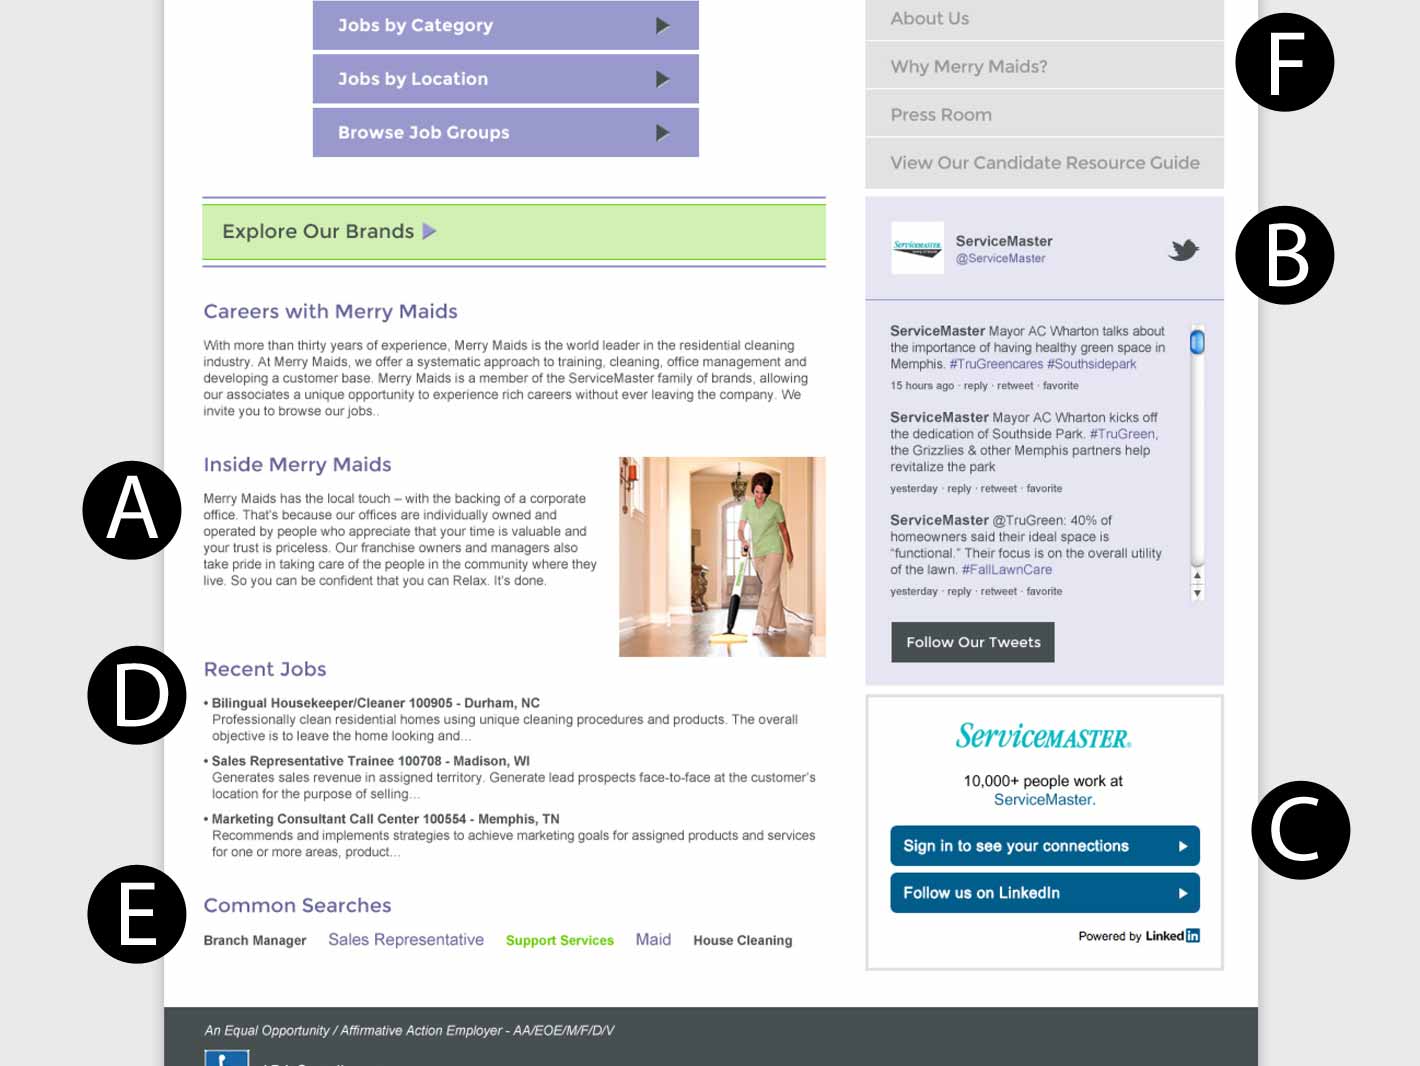 Jobs by Category
Jobs by Location
Browse Job Groups
Explore Our Brands
Careers with Merry Maids
With more than thirty years of experience, Merry Maids is the world leader in the residential cleaning
industry. At Merry Maids, we offer a systematic approach to training, cleaning, office management and
developing a customer base. Merry Maids is a member of the ServiceMaster family of brands, allowing
our associates a unique opportunity to experience rich careers without ever leaving the company. We
invite you to browse our jobs..
A
Inside Merry Maids
Merry Maids has the local touch – with the backing of a corporate
office. That's because our offices are individually owned and
operated by people who appreciate that your time is valuable and
your trust is priceless. Our franchise owners and managers also
take pride in taking care of the people in the community where they
live. So you can be confident that you can Relax. It's done.
D
Recent Jobs
• Bilingual Housekeeper/Cleaner 100905 - Durham, NC
Professionally clean residential homes using unique cleaning procedures and products. The overall
objective is to leave the home looking and...
• Sales Representative Trainee 100708 - Madison, WI
Generates sales revenue in assigned territory. Generate lead prospects face-to-face at the customer's
location for the purpose of selling...
• Marketing Consultant Call Center 100554 - Memphis, TN
Recommends and implements strategies to achieve marketing goals for assigned products and services
for one or more areas, product...
E
Common Searches
Branch Manager Sales Representative Support Services Maid House Cleaning
About Us
Why Merry Maids?
Press Room
View Our Candidate Resource Guide
F
ServiceMASTER
ServiceMaster
@ServiceMaster
B
ServiceMaster Mayor AC Wharton talks about
the importance of having healthy green space in
Memphis. #TruGreencares #Southsidepark
15 hours ago · reply · retweet · favorite
ServiceMaster Mayor AC Wharton kicks off
the dedication of Southside Park. #TruGreen,
the Grizzlies & other Memphis partners help
revitalize the park
yesterday · reply · retweet · favorite
ServiceMaster @TruGreen: 40% of
homeowners said their ideal space is
“functional.” Their focus is on the overall utility
of the lawn. #FallLawnCare
yesterday · reply · retweet · favorite
Follow Our Tweets
ServiceMASTER®
10,000+ people work at
ServiceMaster.
Sign in to see your connections
Follow us on LinkedIn
Powered by Linked in
C
An Equal Opportunity / Affirmative Action Employer - AA/EOE/M/F/D/V